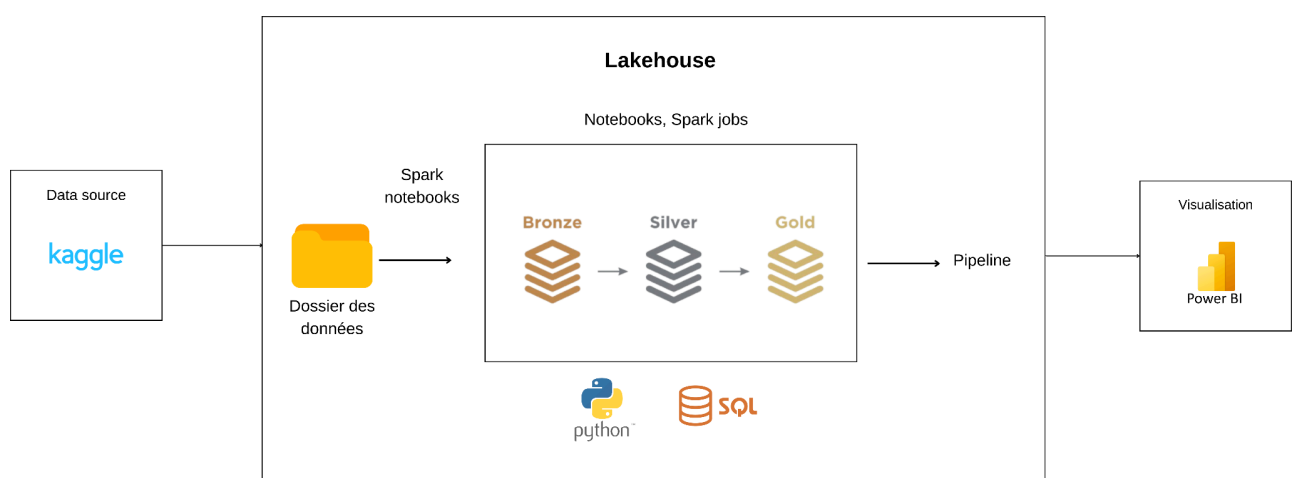 Lakehouse
Notebooks, Spark jobs
Data source
kaggle
Spark
notebooks
Dossier des
données
Bronze
Silver
Gold
Pipeline
python™
SQL
Visualisation
Power BI